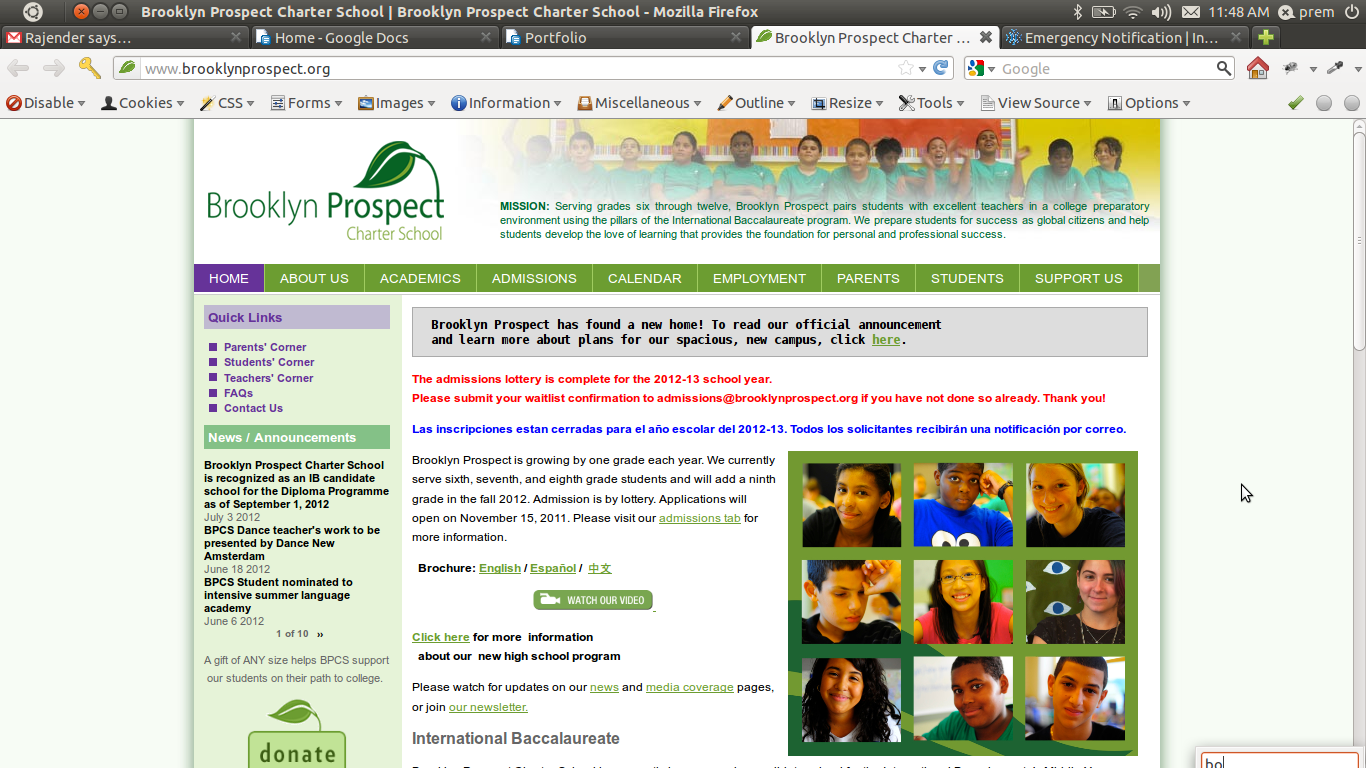 Brooklyn Prospect Charter School | Brooklyn Prospect Charter School - Mozilla Firefox
11:48 AM prem
Rajender says...
Home - Google Docs
Portfolio
Brooklyn Prospect Charter ...
Emergency Notification | In...
www.brooklynprospect.org
Google
Disable Cookies CSS Forms Images Information Miscellaneous Outline Resize Tools View Source Options
Brooklyn Prospect
Charter School
MISSION: Serving grades six through twelve, Brooklyn Prospect pairs students with excellent teachers in a college preparatory
environment using the pillars of the International Baccalaureate program. We prepare students for success as global citizens and help
students develop the love of learning that provides the foundation for personal and professional success.
HOME ABOUT US ACADEMICS ADMISSIONS CALENDAR EMPLOYMENT PARENTS STUDENTS SUPPORT US
Quick Links
Parents' Corner
Students' Corner
Teachers' Corner
FAQs
Contact Us
News / Announcements
Brooklyn Prospect Charter School
is recognized as an IB candidate
school for the Diploma Programme
as of September 1, 2012
July 3 2012
BPCS Dance teacher's work to be
presented by Dance New
Amsterdam
June 18 2012
BPCS Student nominated to
intensive summer language
academy
June 6 2012
1 of 10 »
A gift of ANY size helps BPCS support
our students on their path to college.
donate
Brooklyn Prospect has found a new home! To read our official announcement
and learn more about plans for our spacious, new campus, click here.
The admissions lottery is complete for the 2012-13 school year.
Please submit your waitlist confirmation to admissions@brooklynprospect.org if you have not done so already. Thank you!
Las inscripciones estan cerradas para el año escolar del 2012-13. Todos los solicitantes recibirán una notificación por correo.
Brooklyn Prospect is growing by one grade each year. We currently
serve sixth, seventh, and eighth grade students and will add a ninth
grade in the fall 2012. Admission is by lottery. Applications will
open on November 15, 2011. Please visit our admissions tab for
more information.
Brochure: English / Español / 中文
WATCH OUR VIDEO
Click here for more information
about our new high school program
Please watch for updates on our news and media coverage pages,
or join our newsletter.
International Baccalaureate
bo